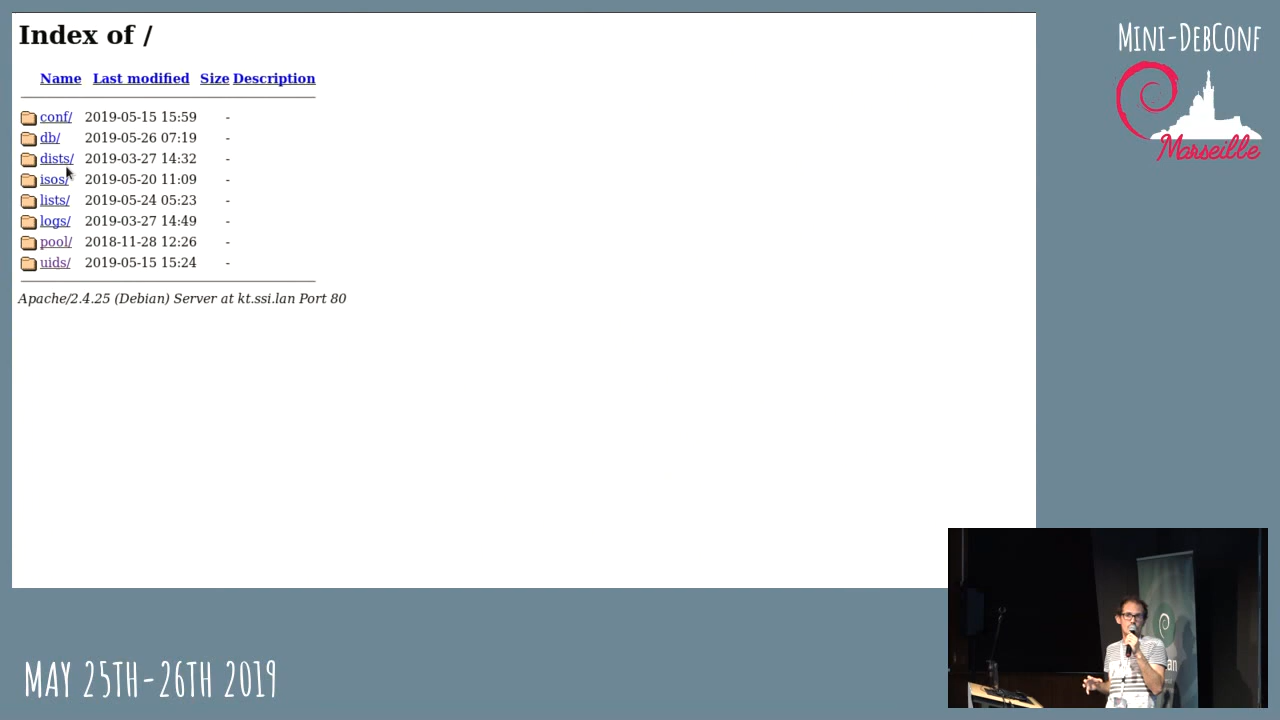 Index of /
Name Last modified Size Description
conf/ 2019-05-15 15:59 -
db/ 2019-05-26 07:19 -
dists/ 2019-03-27 14:32 -
isos/ 2019-05-20 11:09 -
lists/ 2019-05-24 05:23 -
logs/ 2019-03-27 14:49 -
pool/ 2018-11-28 12:26 -
uids/ 2019-05-15 15:24 -
Apache/2.4.25 (Debian) Server at kt.ssi.lan Port 80
MINI-DEBCONF
Marseille
MAY 25TH-26TH 2019